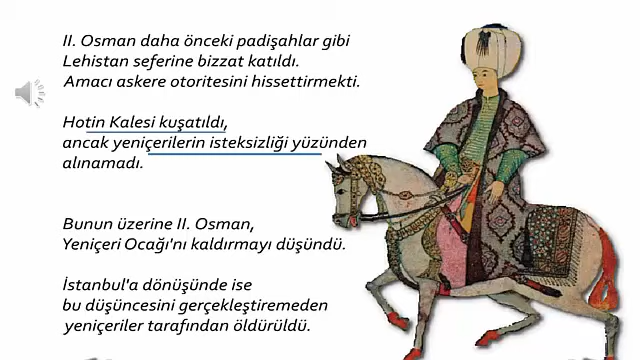 II. Osman daha önceki padişahlar gibi
Lehistan seferine bizzat katıldı.
Amacı askere otoritesini hissettirmekti.
Hotin Kalesi kuşatıldı,
ancak yeniçerilerin isteksizliği yüzünden
alınamadı.
Bunun üzerine II. Osman,
Yeniçeri Ocağı'nı kaldırmayı düşündü.
İstanbul'a dönüşünde ise
bu düşüncesini gerçekleştiremeden
yeniçeriler tarafından öldürüldü.